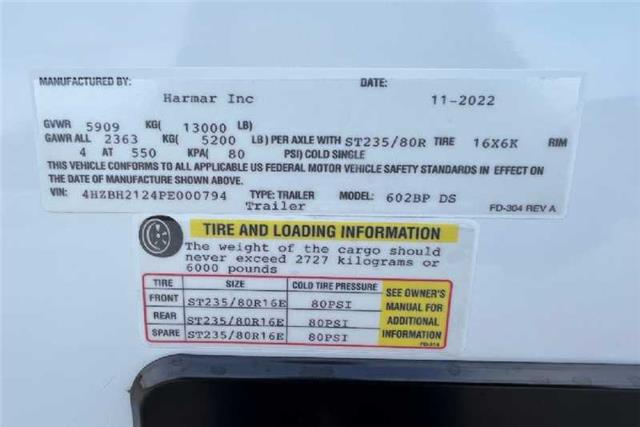 MANUFACTURED BY: DATE:
Harmar Inc 11-2022
GVWR 5909 KG( 13000 LB)
GAWR ALL 2363 KG( 5200 LB) PER AXLE WITH ST235/80R TIRE 16X6K RIM
4 AT 550 KPA( 80 PSI) COLD SINGLE
THIS VEHICLE CONFORMS TO ALL APPLICABLE US FEDERAL MOTOR VEHICLE SAFETY STANDARDS IN EFFECT ON
THE DATE OF MANUFACTURE SHOWN ABOVE
VIN: 4HZBH2124PE000794 TYPE: TRAILER MODEL: 602BP DS
Trailer FD-304 REV A
TIRE AND LOADING INFORMATION
The weight of the cargo should
never exceed 2727 kilograms or
6000 pounds
TIRE SIZE COLD TIRE PRESSURE
FRONT ST235/80R16E 80PSI
REAR ST235/80R16E 80PSI
SPARE ST235/80R16E 80PSI
SEE OWNER'S
MANUAL FOR
ADDITIONAL
INFORMATION